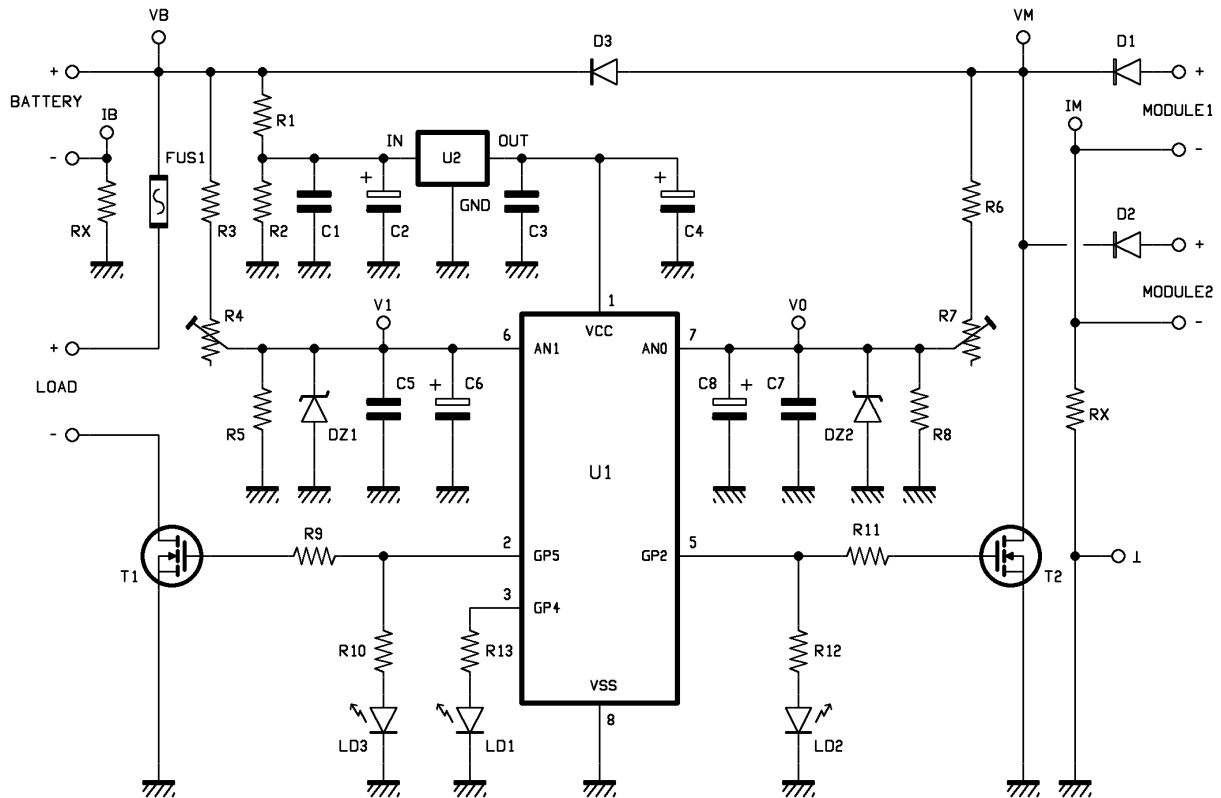 VB
D3
VM
D1
+
+
BATTERY
IB
R1
IM
MODULE1
IN
U2
OUT
-
FUS1
-
+
+
GND
RX
R3
R2
C1
C2
C3
C4
R6
D2
+
MODULE2
R4
V1
1
V0
R7
-
VCC
6
AN1
AN0
7
+
LOAD
C5
+
C6
C8
+
C7
-
R5
DZ1
DZ2
R8
RX
U1
R9
2
GP5
GP2
5
R11
T1
T2
⊥
3
GP4
R10
R13
R12
VSS
8
LD3
LD1
LD2